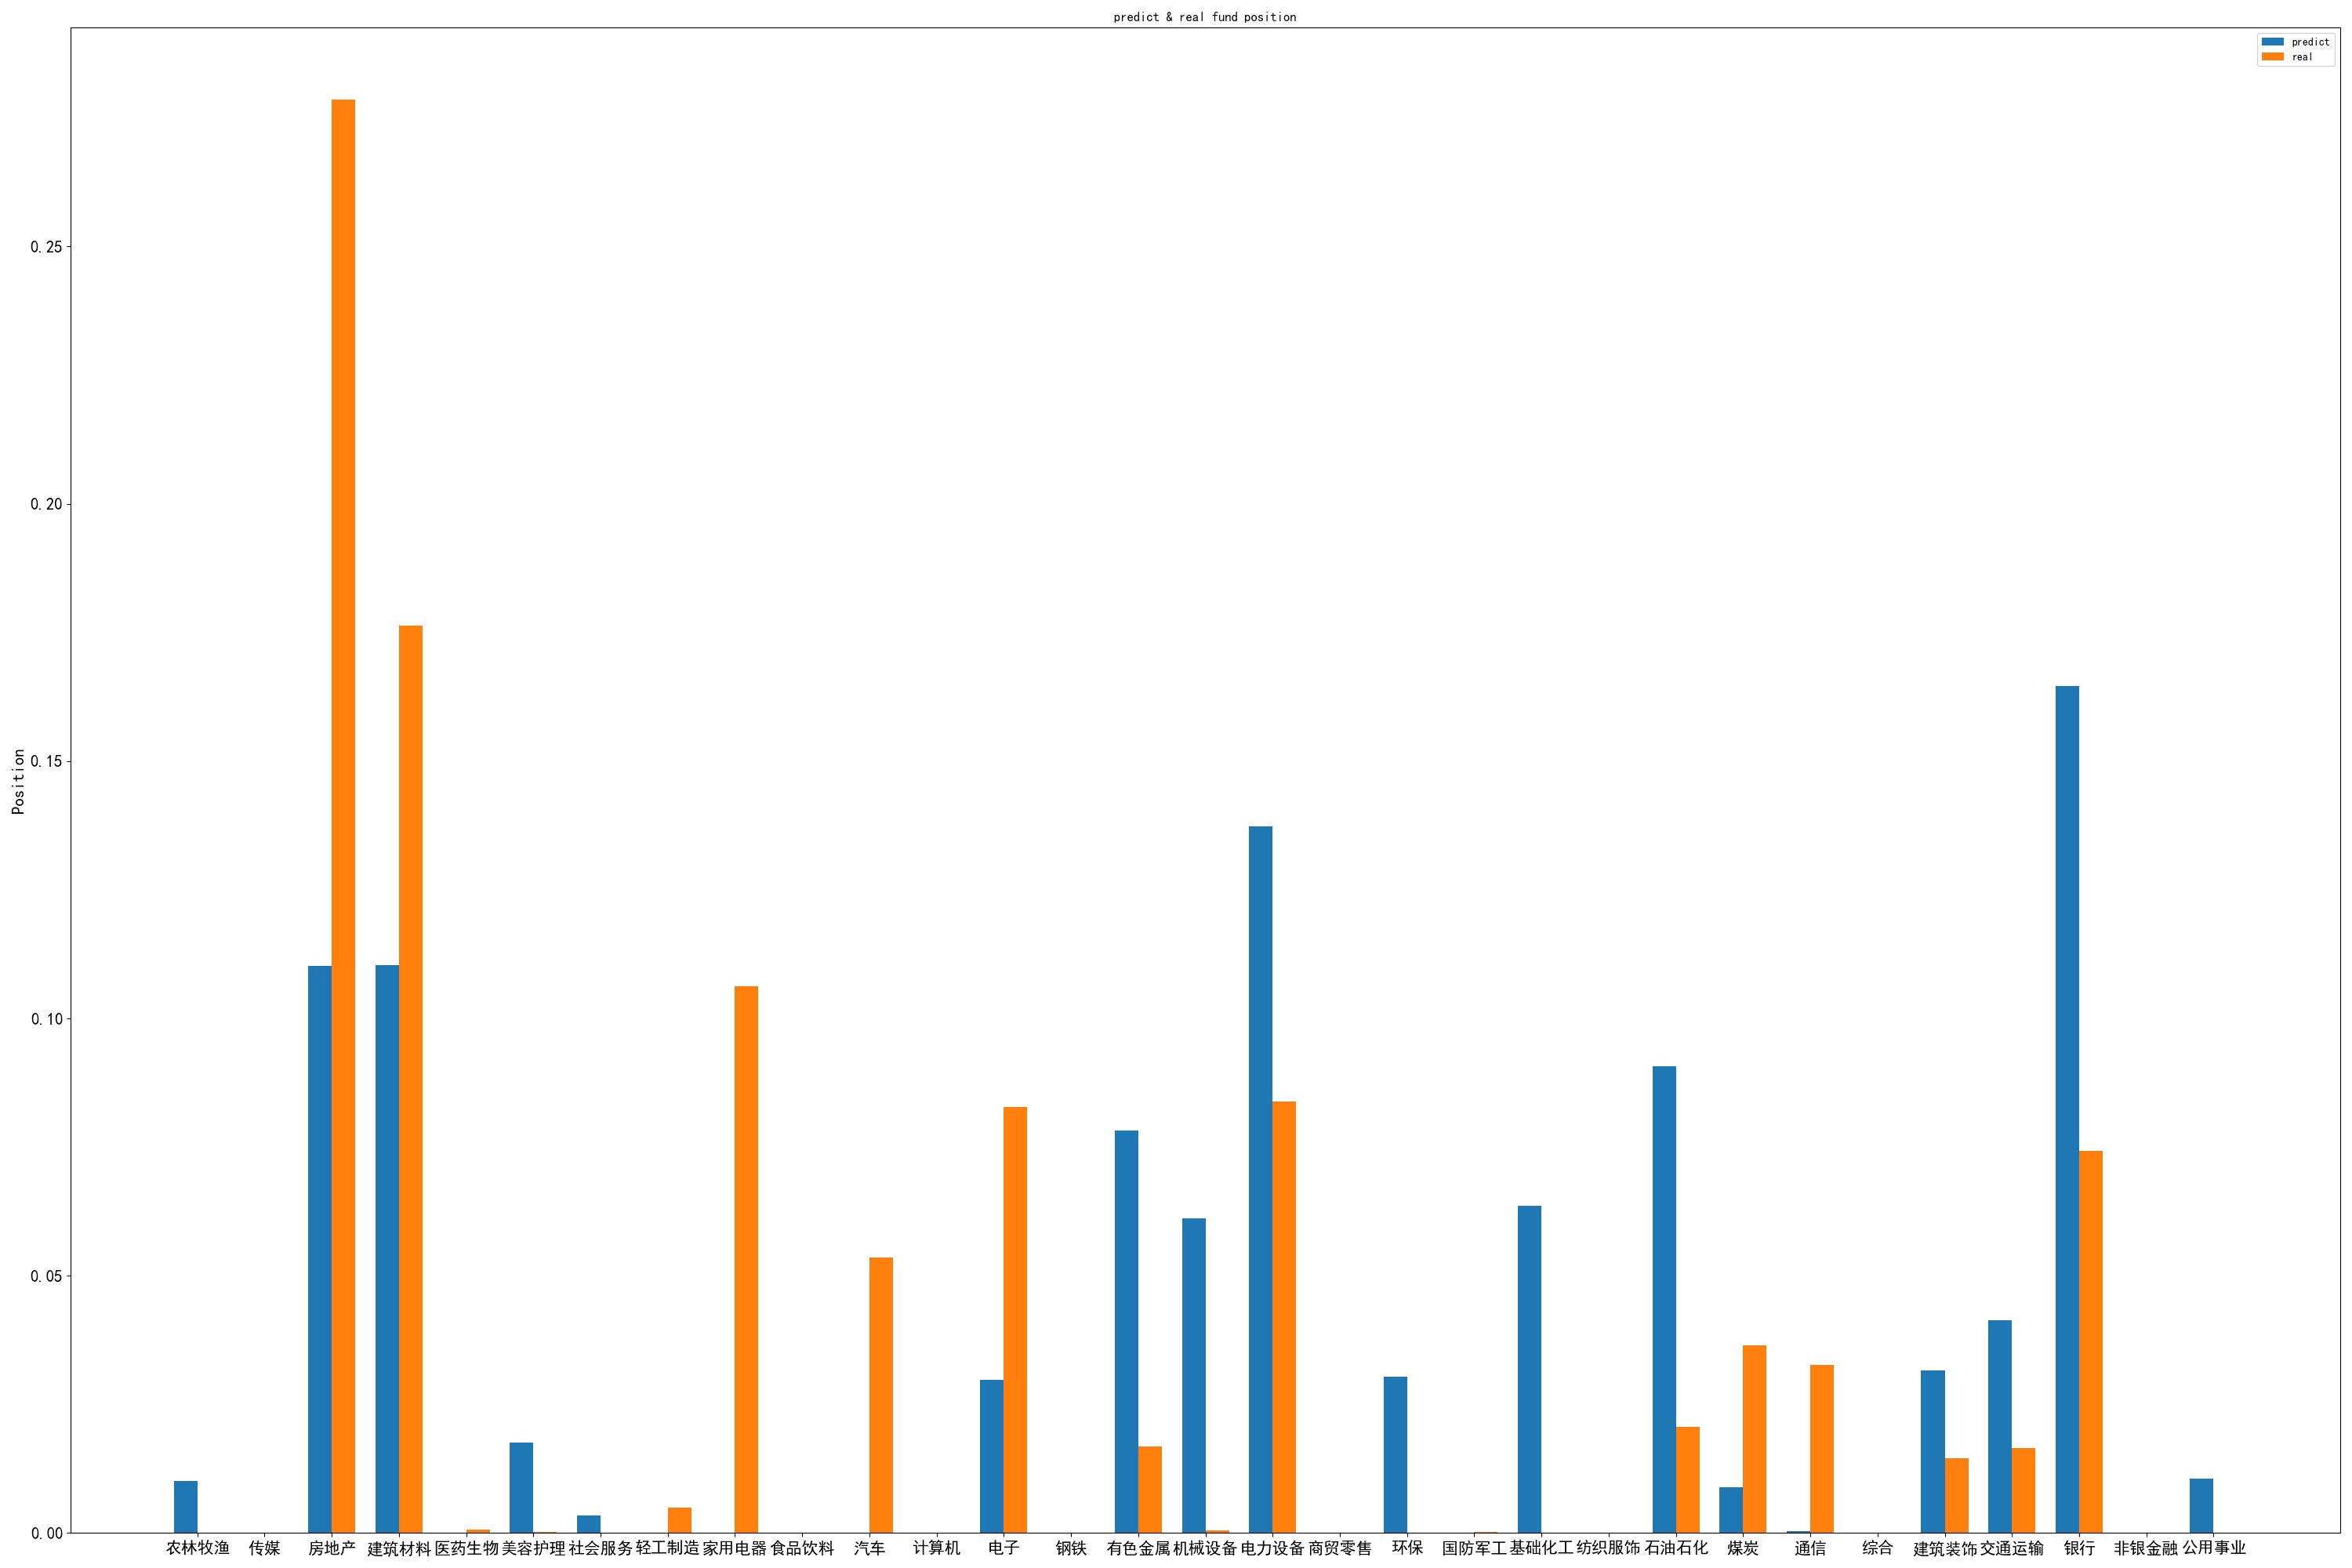 predict & real fund position
predict
real
Position
0.25
0.20
0.15
0.10
0.05
0.00
农林牧渔 传媒 房地产 建筑材料 医药生物 美容护理 社会服务 轻工制造 家用电器 食品饮料 汽车 计算机 电子 钢铁 有色金属 机械设备 电力设备 商贸零售 环保 国防军工 基础化工 纺织服饰 石油石化 煤炭 通信 综合 建筑装饰 交通运输 银行 非银金融 公用事业